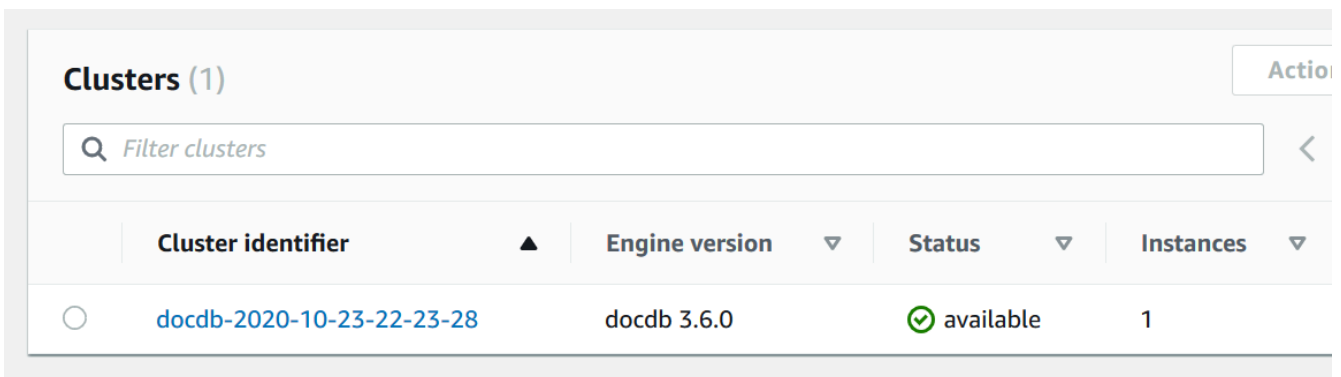 Clusters (1)
Actio
Filter clusters
Cluster identifier Engine version Status Instances
docdb-2020-10-23-22-23-28 docdb 3.6.0 available 1